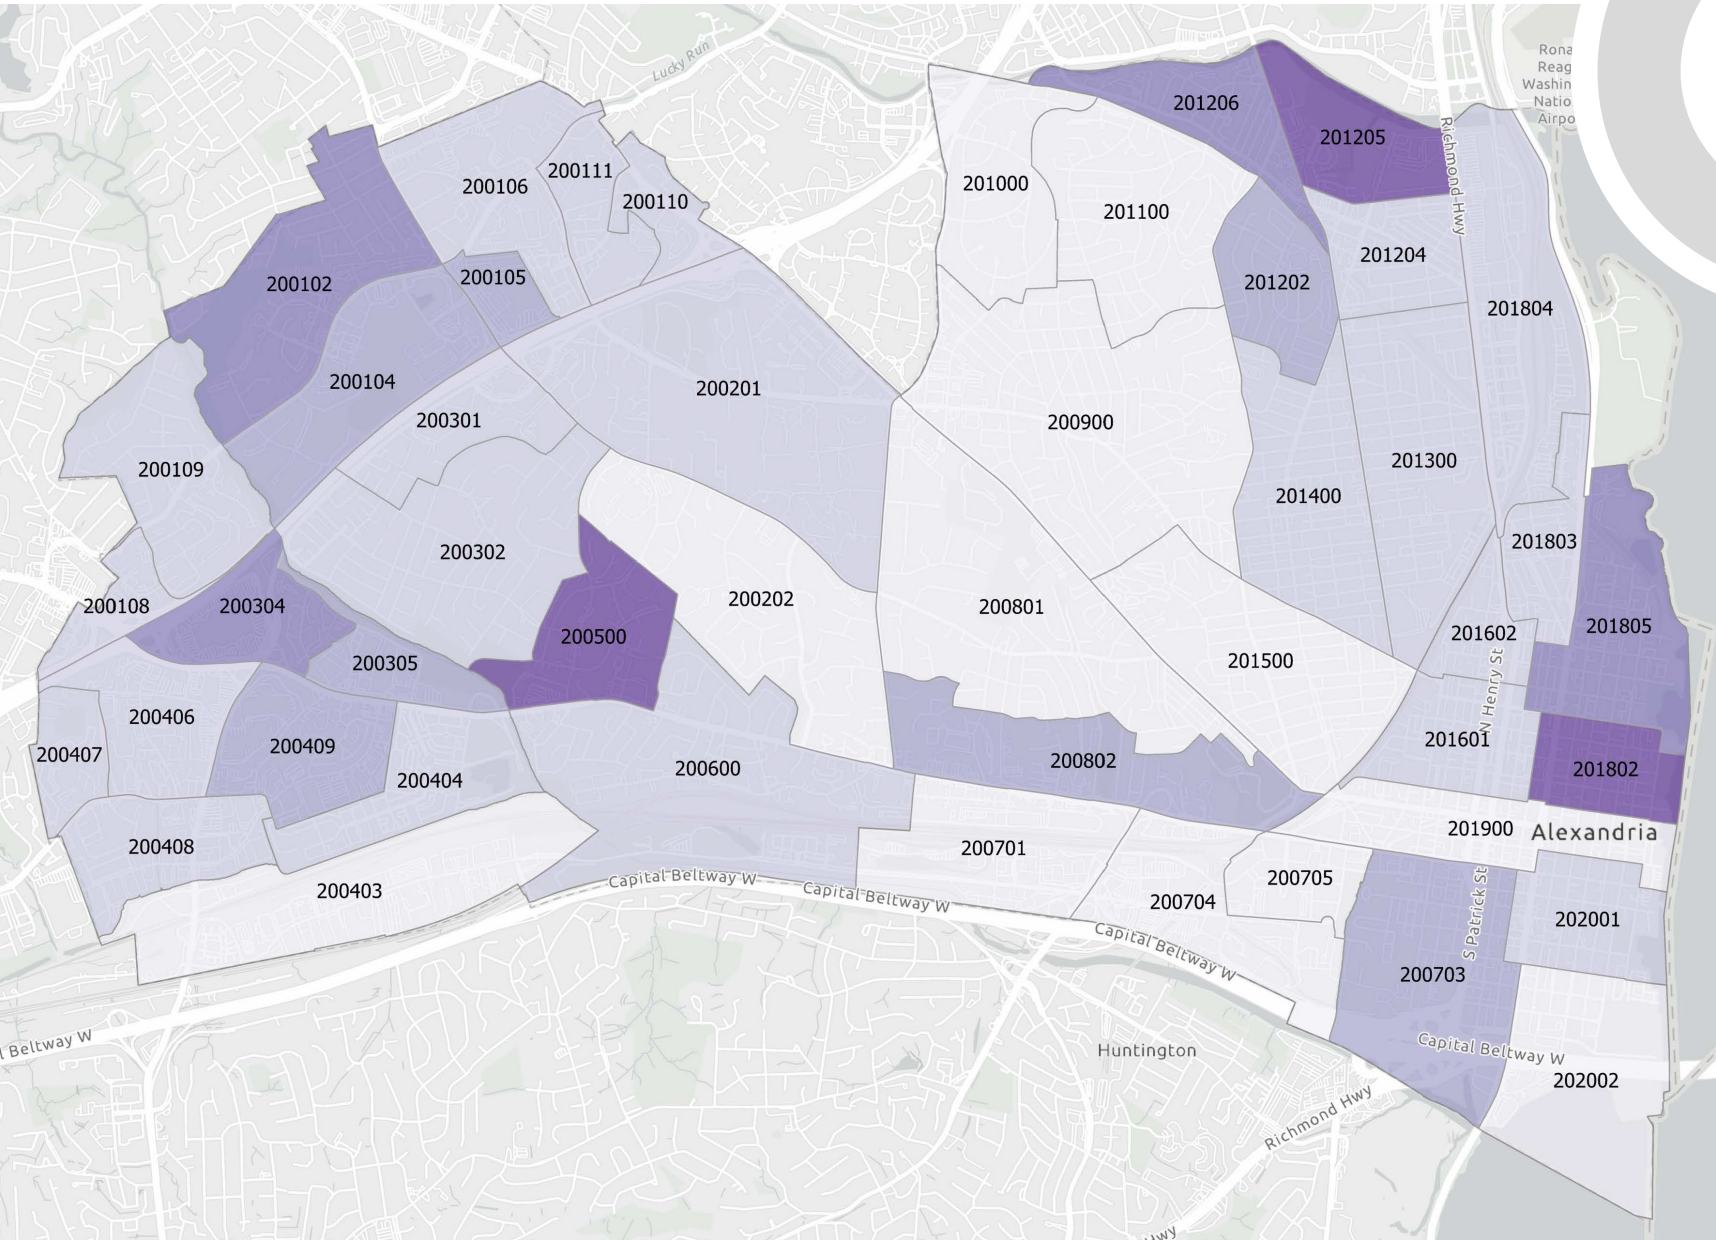 Lucky Run
Rona
Reag
Washin
Natio
Airpo
201206
201205
Richmond Hwy
200106
200111
200110
201000
201100
201204
200102
200105
201202
201804
200104
200201
200301
200900
201300
200109
201400
200302
201803
200108
200304
200202
200801
200500
201602
201805
200305
201500
N Henry St
200406
200407
200409
200404
200600
200802
201601
201802
200408
200701
201900
Alexandria
200403
Capital Beltway W
Capital Beltway W
200704
200705
S Patrick St
202001
Capital Beltway W
200703
l Beltway W
Huntington
Capital Beltway W
202002
Richmond Hwy
Hwy